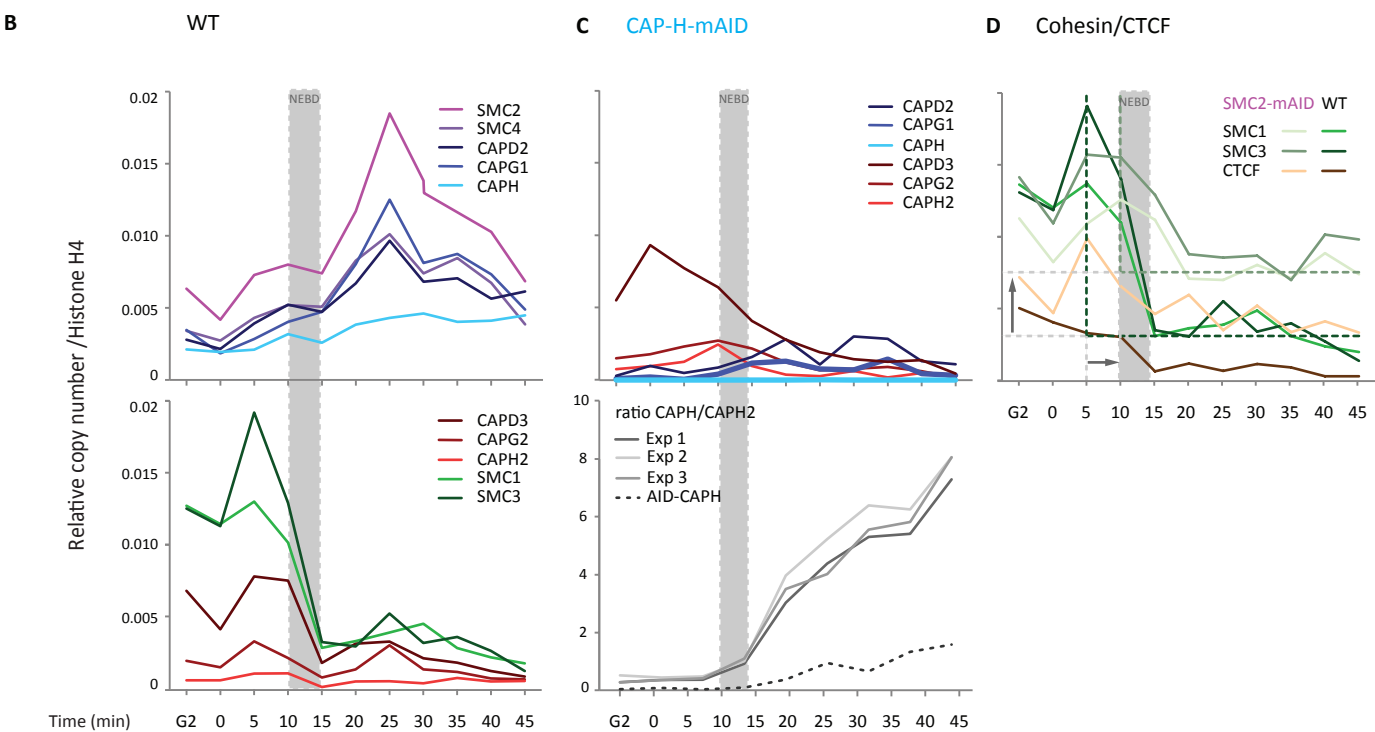 B WT
C CAP-H-mAID
D Cohesin/CTCF
Relative copy number /Histone H4
0.02
0.015
0.010
0.005
0
NEBD
SMC2
SMC4
CAPD2
CAPG1
CAPH
0.02
0.015
0.010
0.005
0
CAPD3
CAPG2
CAPH2
SMC1
SMC3
Time (min) G2 0 5 10 15 20 25 30 35 40 45
NEBD
CAPD2
CAPG1
CAPH
CAPD3
CAPG2
CAPH2
10
8
6
4
2
0
ratio CAPH/CAPH2
Exp 1
Exp 2
Exp 3
AID-CAPH
G2 0 5 10 15 20 25 30 35 40 45
NEBD
SMC2-mAID WT
SMC1
SMC3
CTCF
G2 0 5 10 15 20 25 30 35 40 45